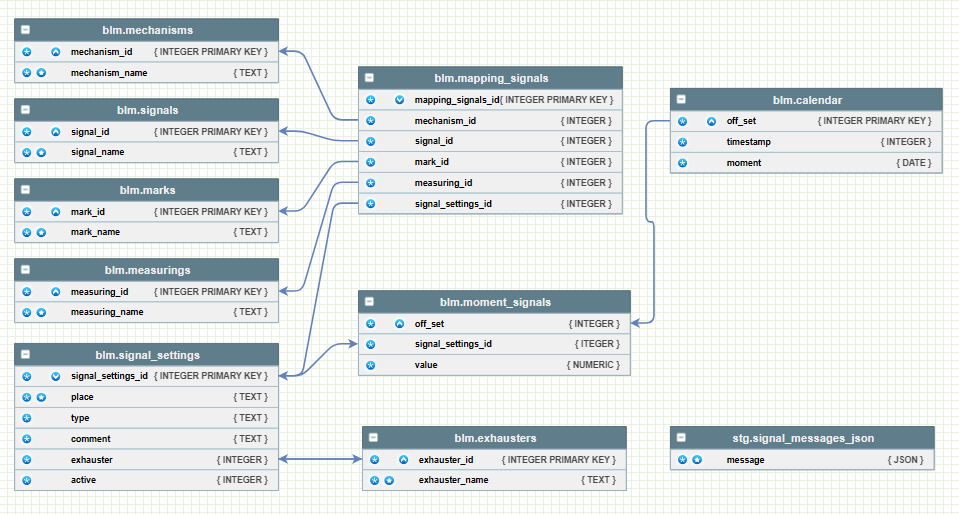 blm.mechanisms
mechanism_id { INTEGER PRIMARY KEY }
mechanism_name { TEXT }
blm.signals
signal_id { INTEGER PRIMARY KEY }
signal_name { TEXT }
blm.marks
mark_id { INTEGER PRIMARY KEY }
mark_name { TEXT }
blm.measurings
measuring_id { INTEGER PRIMARY KEY }
measuring_name { TEXT }
blm.signal_settings
signal_settings_id { INTEGER PRIMARY KEY }
place { TEXT }
type { TEXT }
comment { TEXT }
exhauster { INTEGER }
active { INTEGER }
blm.mapping_signals
mapping_signals_id{ INTEGER PRIMARY KEY }
mechanism_id { INTEGER }
signal_id { INTEGER }
mark_id { INTEGER }
measuring_id { INTEGER }
signal_settings_id { INTEGER }
blm.moment_signals
off_set { INTEGER }
signal_settings_id { ITEGER }
value { NUMERIC }
blm.exhausters
exhauster_id { INTEGER PRIMARY KEY }
exhauster_name { TEXT }
blm.calendar
off_set { INTEGER PRIMARY KEY }
timestamp { INTEGER }
moment { DATE }
stg.signal_messages_json
message { JSON }